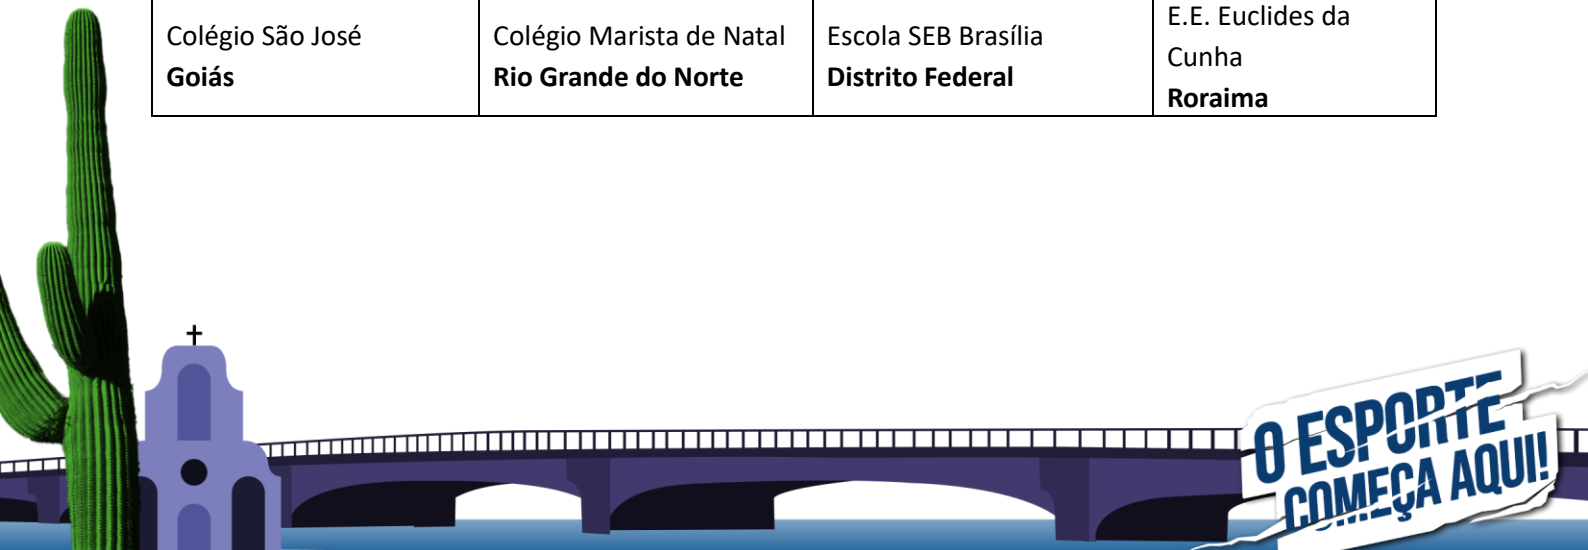 Colégio São José
Goiás
Colégio Marista de Natal
Rio Grande do Norte
Escola SEB Brasília
Distrito Federal
E.E. Euclides da
Cunha
Roraima
O ESPORTE
COMEÇA AQUI!